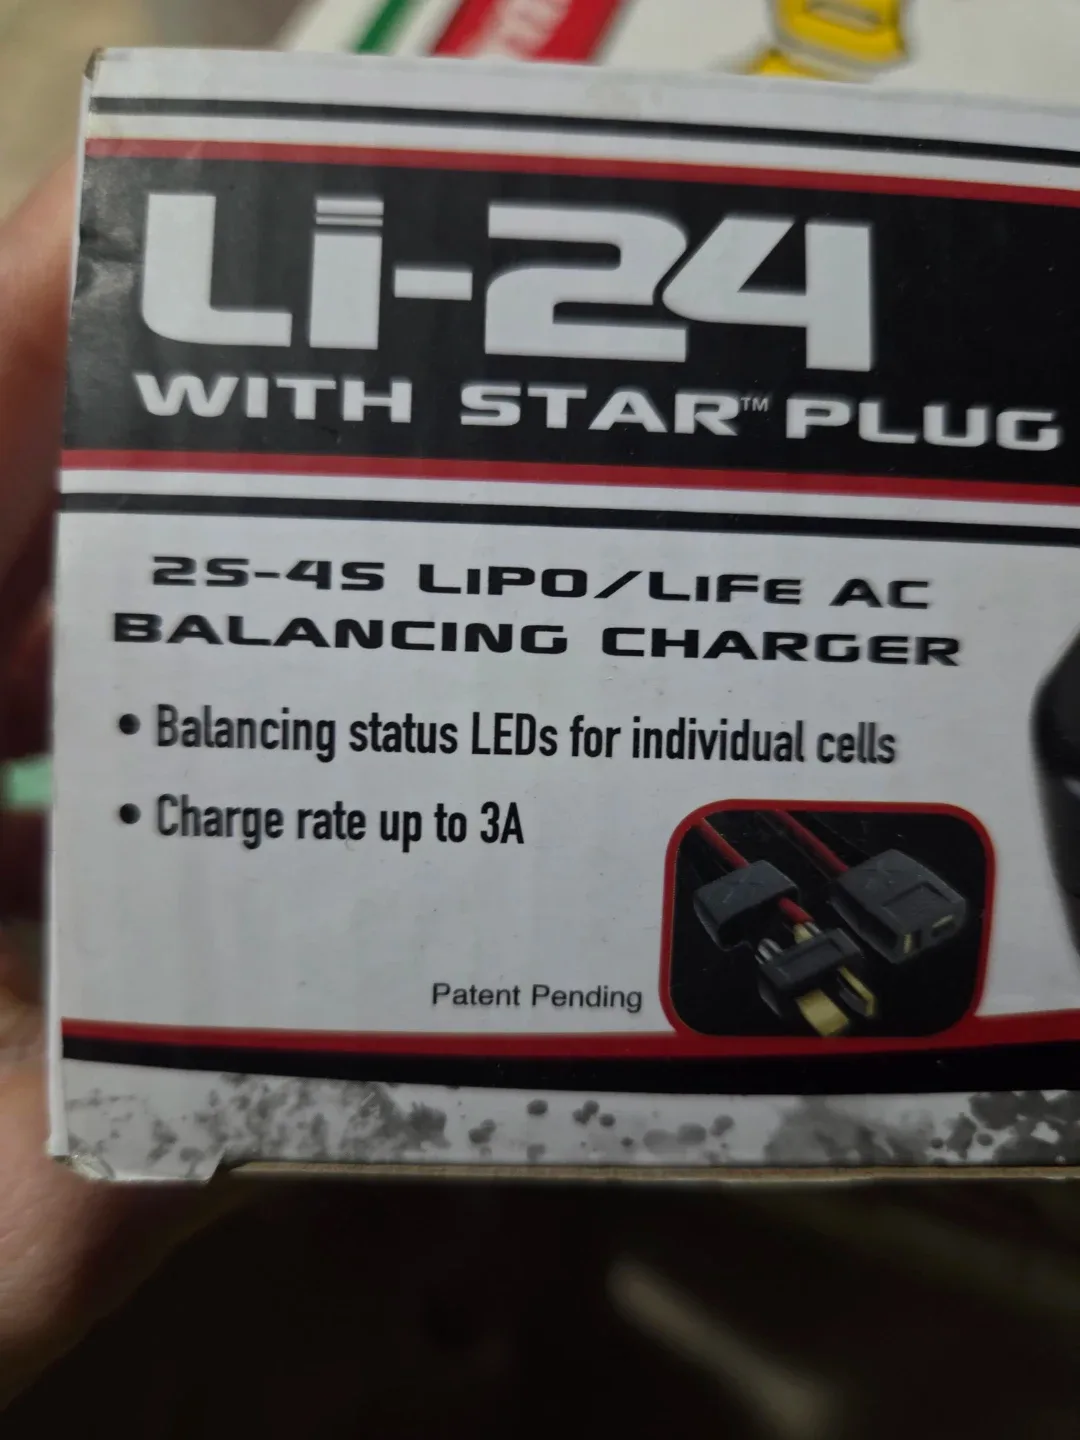 Li-24
WITH STAR™ PLUG
2S-4S LiPO/LiFE AC
BALANCING CHARGER
• Balancing status LEDs for individual cells
• Charge rate up to 3A
Patent Pending